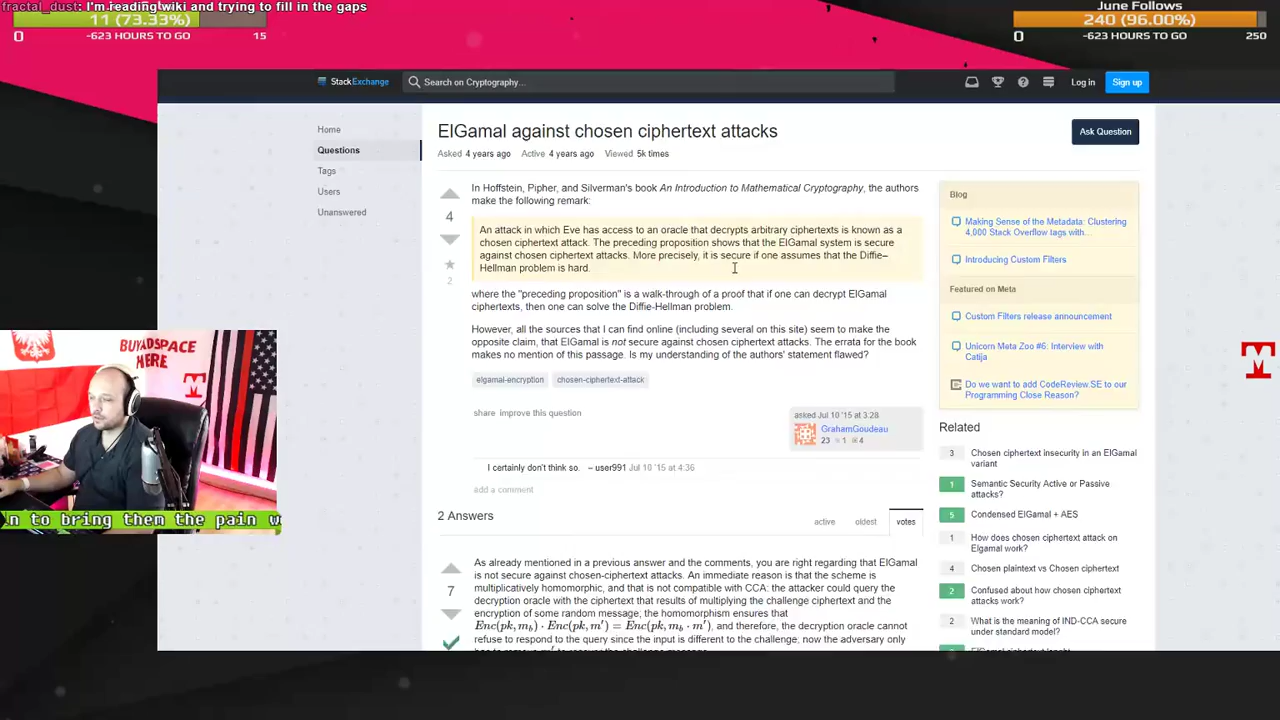 fractal_dust: I'm reading wiki and trying to fill in the gaps
11 (73.33%)
0 -623 HOURS TO GO 15
June Follows
240 (96.00%)
0 -623 HOURS TO GO 250
StackExchange
Search on Cryptography...
Log in
Sign up
Home
Questions
Tags
Users
Unanswered
ElGamal against chosen ciphertext attacks
Ask Question
Asked 4 years ago Active 4 years ago Viewed 5k times
4
2
In Hoffstein, Pipher, and Silverman's book An Introduction to Mathematical Cryptography, the authors
make the following remark:
An attack in which Eve has access to an oracle that decrypts arbitrary ciphertexts is known as a
chosen ciphertext attack. The preceding proposition shows that the ElGamal system is secure
against chosen ciphertext attacks. More precisely, it is secure if one assumes that the Diffie–
Hellman problem is hard.
where the "preceding proposition" is a walk-through of a proof that if one can decrypt ElGamal
ciphertexts, then one can solve the Diffie-Hellman problem.
However, all the sources that I can find online (including several on this site) seem to make the
opposite claim, that ElGamal is not secure against chosen ciphertext attacks. The errata for the book
makes no mention of this passage. Is my understanding of the authors' statement flawed?
elgamal-encryption chosen-ciphertext-attack
share improve this question
asked Jul 10 '15 at 3:28
GrahamGoudeau
23 1 4
I certainly don't think so. – user991 Jul 10 '15 at 4:36
add a comment
2 Answers
active oldest votes
7
As already mentioned in a previous answer and the comments, you are right regarding that ElGamal
is not secure against chosen-ciphertext attacks. An immediate reason is that the scheme is
multiplicatively homomorphic, and that is not compatible with CCA: the attacker could query the
decryption oracle with the ciphertext that results of multiplying the challenge ciphertext and the
encryption of some random message, the homomorphism ensures that
Enc(pk, m_b) · Enc(pk, m′) = Enc(pk, m_b · m′), and therefore, the decryption oracle cannot
refuse to respond to the query since the input is different to the challenge; now the adversary only
Blog
Making Sense of the Metadata: Clustering
4,000 Stack Overflow tags with...
Introducing Custom Filters
Featured on Meta
Custom Filters release announcement
Unicorn Meta Zoo #6: Interview with
Catija
Do we want to add CodeReview.SE to our
Programming Close Reason?
Related
3 Chosen ciphertext insecurity in an ElGamal
variant
1 Semantic Security Active or Passive
attacks?
5 Condensed ElGamal + AES
1 How does chosen ciphertext attack on
Elgamal work?
4 Chosen plaintext vs Chosen ciphertext
2 Confused about how chosen ciphertext
attacks work?
2 What is the meaning of IND-CCA secure
under standard model?
HERE
n to bring them the pain w